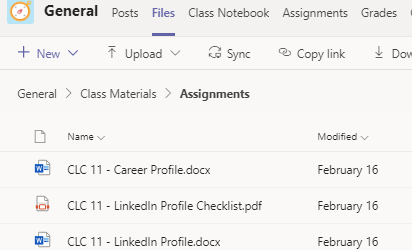 General Posts Files Class Notebook Assignments Grades
+ New Upload Sync Copy link Dow
General > Class Materials > Assignments
Name Modified
CLC 11 - Career Profile.docx February 16
CLC 11 - LinkedIn Profile Checklist.pdf February 16
CLC 11 - LinkedIn Profile.docx February 16